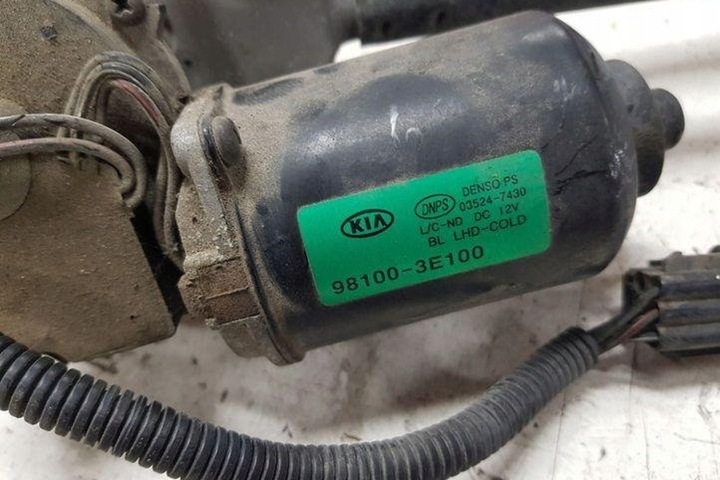 KIA
DNPS
DENSO PS
03524-7430
L/C-ND DC 12V
BL LHD-COLD
98100-3E100